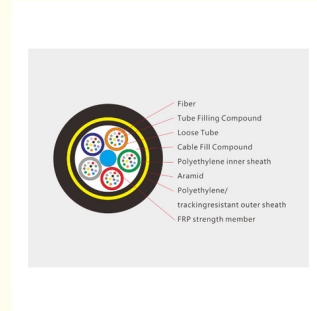 Fiber
Tube Filling Compound
Loose Tube
Cable Fill Compound
Polyethylene inner sheath
Aramid
Polyethylene/
trackingresistant outer sheath
FRP strength member